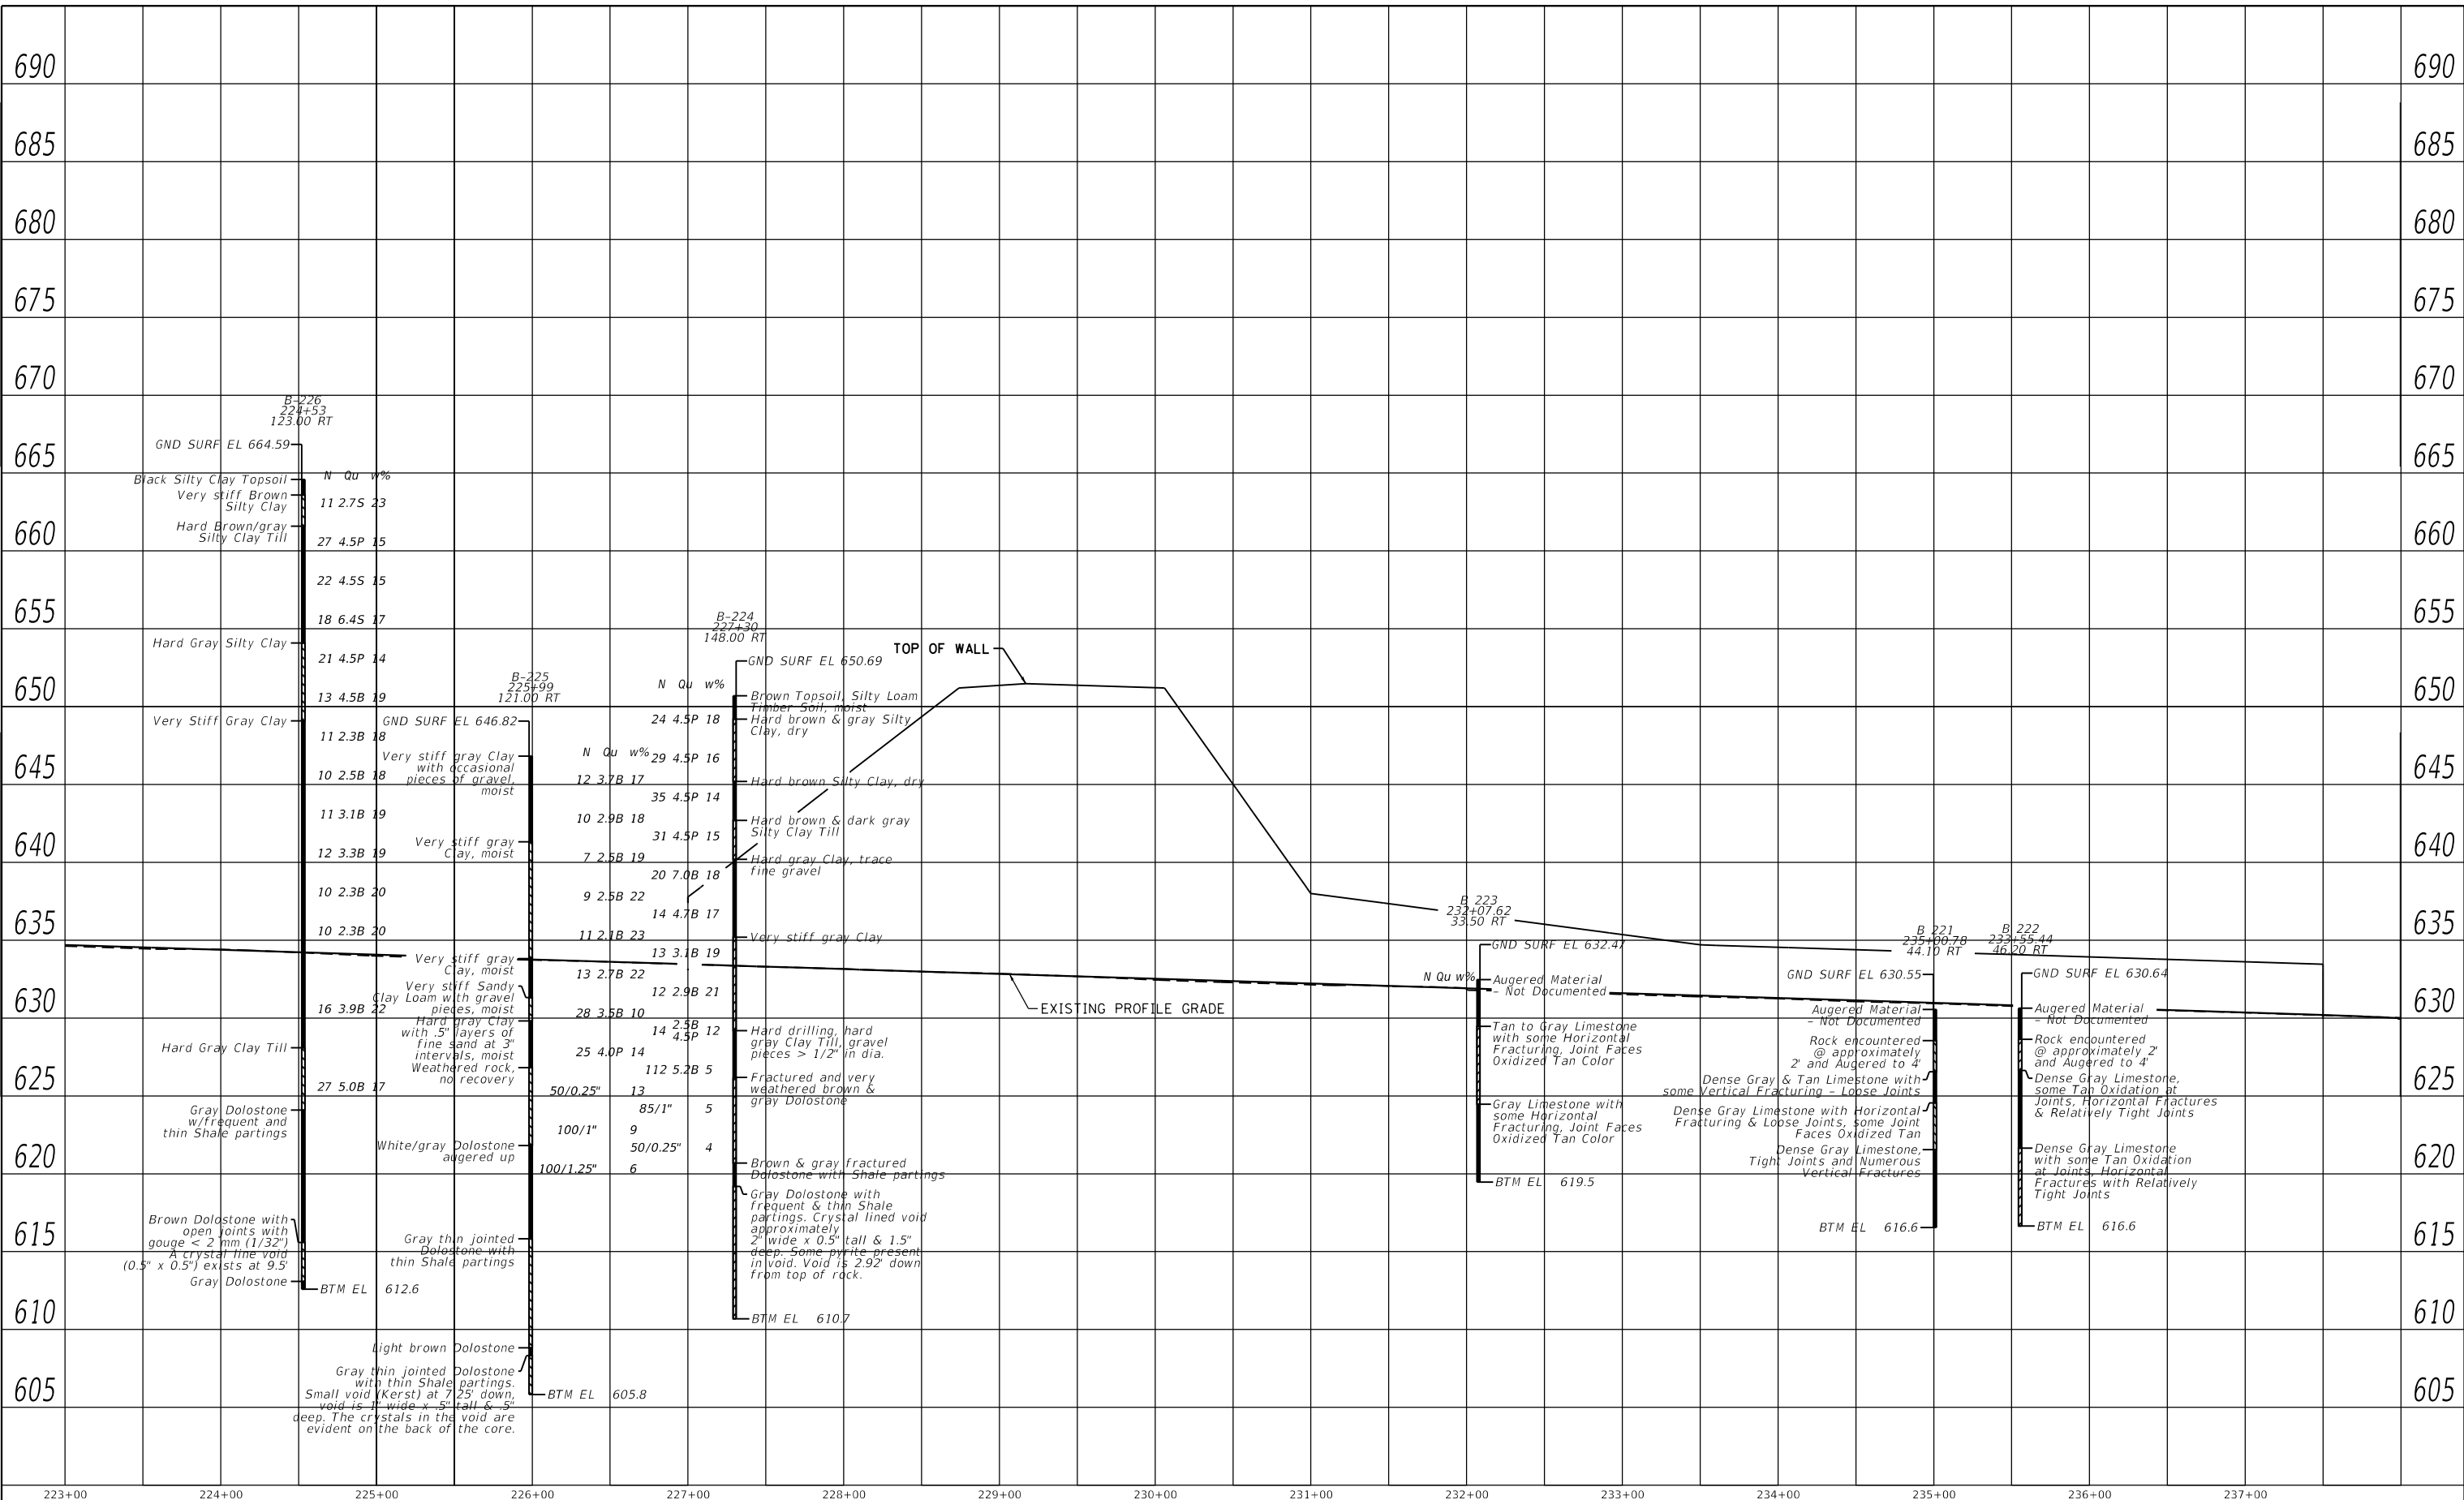 690
690
685
685
680
680
675
675
670
670
665
665
660
660
655
655
650
650
645
645
640
640
635
635
630
630
625
625
620
620
615
615
610
610
605
605
B-226
224+53
123.00 RT
GND SURF EL 664.59
Black Silty Clay Topsoil
Very stiff Brown
Silty Clay
Hard Brown/gray
Silty Clay Till
Hard Gray Silty Clay
Very Stiff Gray Clay
Hard Gray Clay Till
Gray Dolostone
w/frequent and
thin Shale partings
Brown Dolostone with
open joints with
gouge < 2 mm (1/32")
A crystal line void
(0.5" x 0.5") exists at 9.5'
Gray Dolostone
BTM EL 612.6
N Qu w%
11 2.7S 23
27 4.5P 15
22 4.5S 15
18 6.4S 17
21 4.5P 14
13 4.5B 19
11 2.3B 18
10 2.5B 18
11 3.1B 19
12 3.3B 19
10 2.3B 20
10 2.3B 20
16 3.9B 22
27 5.0B 17
B-225
225+99
121.00 RT
GND SURF EL 646.82
Very stiff gray Clay
with occasional
pieces of gravel,
moist
Very stiff gray
Clay, moist
Very stiff gray
Clay, moist
Very stiff Sandy
Clay Loam with gravel
pieces, moist
Hard gray Clay
with .5" layers of
fine sand at 3"
intervals, moist
Weathered rock,
no recovery
White/gray Dolostone
augered up
Gray thin jointed
Dolostone with
thin Shale partings
Light brown Dolostone
Gray thin jointed Dolostone
with thin Shale partings.
Small void (Kerst) at 7.25' down,
void is 1" wide x .5" tall & .5"
deep. The crystals in the void are
evident on the back of the core.
BTM EL 605.8
N Qu w%
12 3.7B 17
10 2.9B 18
7 2.5B 19
9 2.5B 22
11 2.1B 23
13 2.7B 22
28 3.5B 10
25 4.0P 14
50/0.25" 13
100/1" 9
100/1.25" 6
B-224
227+30
148.00 RT
GND SURF EL 650.69
N Qu w%
24 4.5P 18
29 4.5P 16
35 4.5P 14
31 4.5P 15
20 7.0B 18
14 4.7B 17
13 3.1B 19
12 2.9B 21
14 2.5B 12
4.5P
112 5.2B 5
85/1" 5
50/0.25" 4
Brown Topsoil, Silty Loam
Timber Soil, moist
Hard brown & gray Silty
Clay, dry
Hard brown Silty Clay, dry
Hard brown & dark gray
Silty Clay Till
Hard gray Clay, trace
fine gravel
Very stiff gray Clay
Hard drilling, hard
gray Clay Till, gravel
pieces > 1/2" in dia.
Fractured and very
weathered brown &
gray Dolostone
Brown & gray fractured
Dolostone with Shale partings
Gray Dolostone with
frequent & thin Shale
partings. Crystal lined void
approximately
2" wide x 0.5" tall & 1.5"
deep. Some pyrite present
in void. Void is 2.92' down
from top of rock.
BTM EL 610.7
TOP OF WALL
EXISTING PROFILE GRADE
B 223
232+07.62
33.50 RT
GND SURF EL 632.47
N Qu w%
Augered Material
- Not Documented
Tan to Gray Limestone
with some Horizontal
Fracturing, Joint Faces
Oxidized Tan Color
Gray Limestone with
some Horizontal
Fracturing, Joint Faces
Oxidized Tan Color
BTM EL 619.5
B 221
235+00.78
44.10 RT
GND SURF EL 630.55
Augered Material
- Not Documented
Rock encountered
@ approximately
2' and Augered to 4'
Dense Gray & Tan Limestone with
some Vertical Fracturing - Loose Joints
Dense Gray Limestone with Horizontal
Fracturing & Loose Joints, some Joint
Faces Oxidized Tan
Dense Gray Limestone,
Tight Joints and Numerous
Vertical Fractures
BTM EL 616.6
B 222
233+55.44
46.20 RT
GND SURF EL 630.64
Augered Material
- Not Documented
Rock encountered
@ approximately 2'
and Augered to 4'
Dense Gray Limestone,
some Tan Oxidation at
Joints, Horizontal Fractures
& Relatively Tight Joints
Dense Gray Limestone
with some Tan Oxidation
at Joints, Horizontal
Fractures with Relatively
Tight Joints
BTM EL 616.6
223+00
224+00
225+00
226+00
227+00
228+00
229+00
230+00
231+00
232+00
233+00
234+00
235+00
236+00
237+00